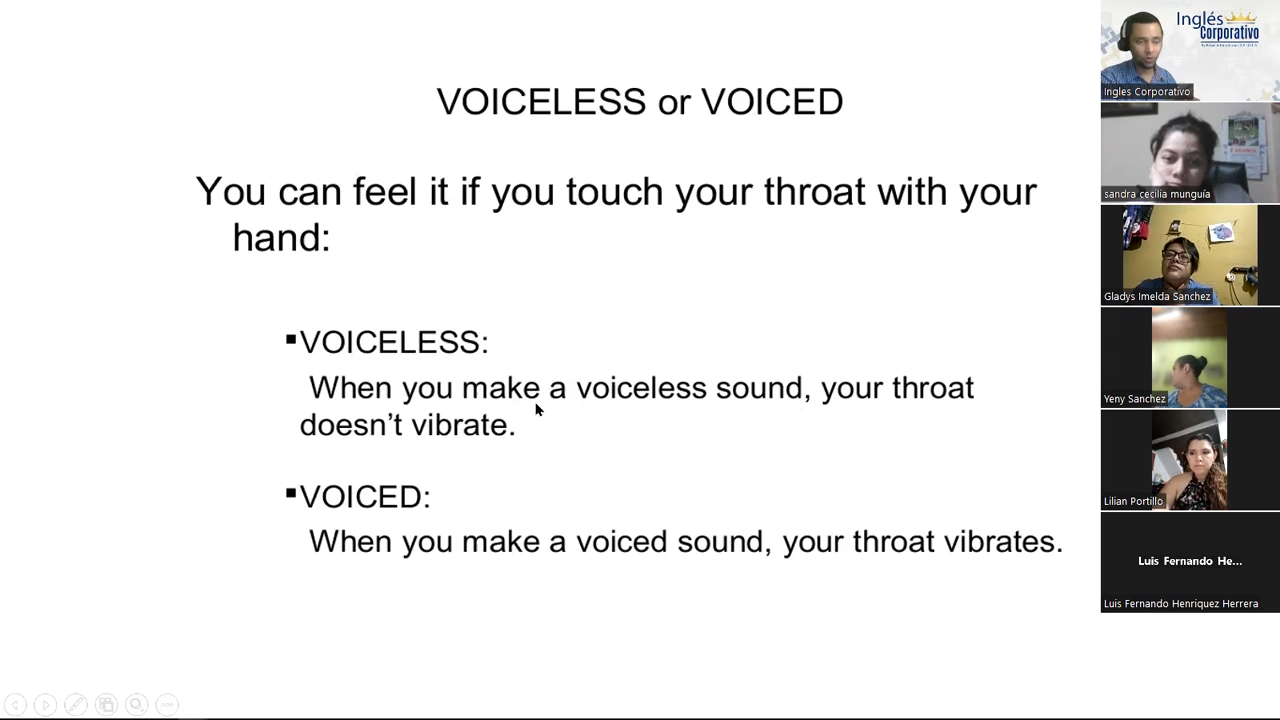 VOICELESS or VOICED
You can feel it if you touch your throat with your
hand:
▪VOICELESS:
When you make a voiceless sound, your throat
doesn’t vibrate.
▪VOICED:
When you make a voiced sound, your throat vibrates.
Inglés
Corporativo
Ingles Corporativo
sandra cecilia munguía
Gladys Imelda Sanchez
Yeny Sanchez
Lilian Portillo
Luis Fernando He...
Luis Fernando Henriquez Herrera